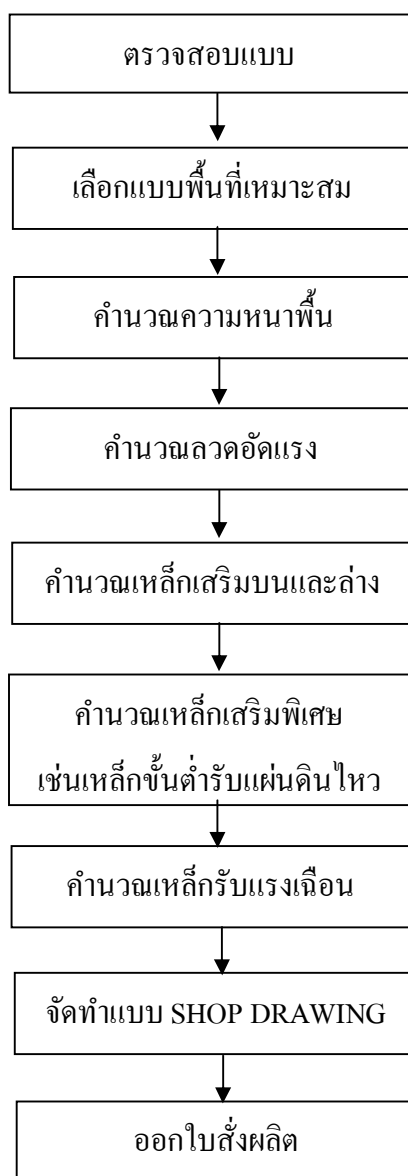 ตรวจสอบแบบ
เลือกแบบพื้นที่เหมาะสม
คำนวณความหนาพื้น
คำนวณลวดอัดแรง
คำนวณเหล็กเสริมบนและล่าง
คำนวณเหล็กเสริมพิเศษ
เช่นเหล็กขั้นต่ำรับแผ่นดินไหว
คำนวณเหล็กรับแรงเฉือน
จัดทำแบบ SHOP DRAWING
ออกใบสั่งผลิต